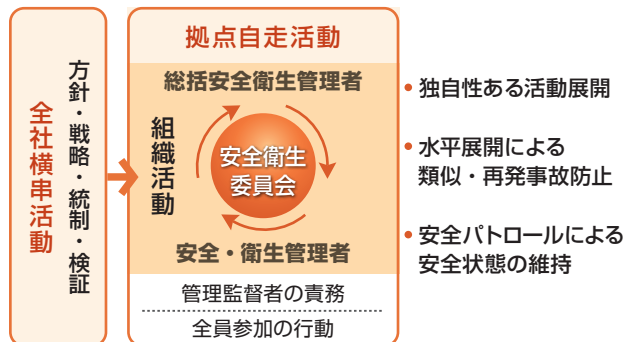 全社横串活動
方針・戦略・統制・検証
拠点自走活動
総括安全衛生管理者
組織活動
安全衛生
委員会
安全・衛生管理者
管理監督者の責務
全員参加の行動
• 独自性ある活動展開
• 水平展開による
類似・再発事故防止
• 安全パトロールによる
安全状態の維持